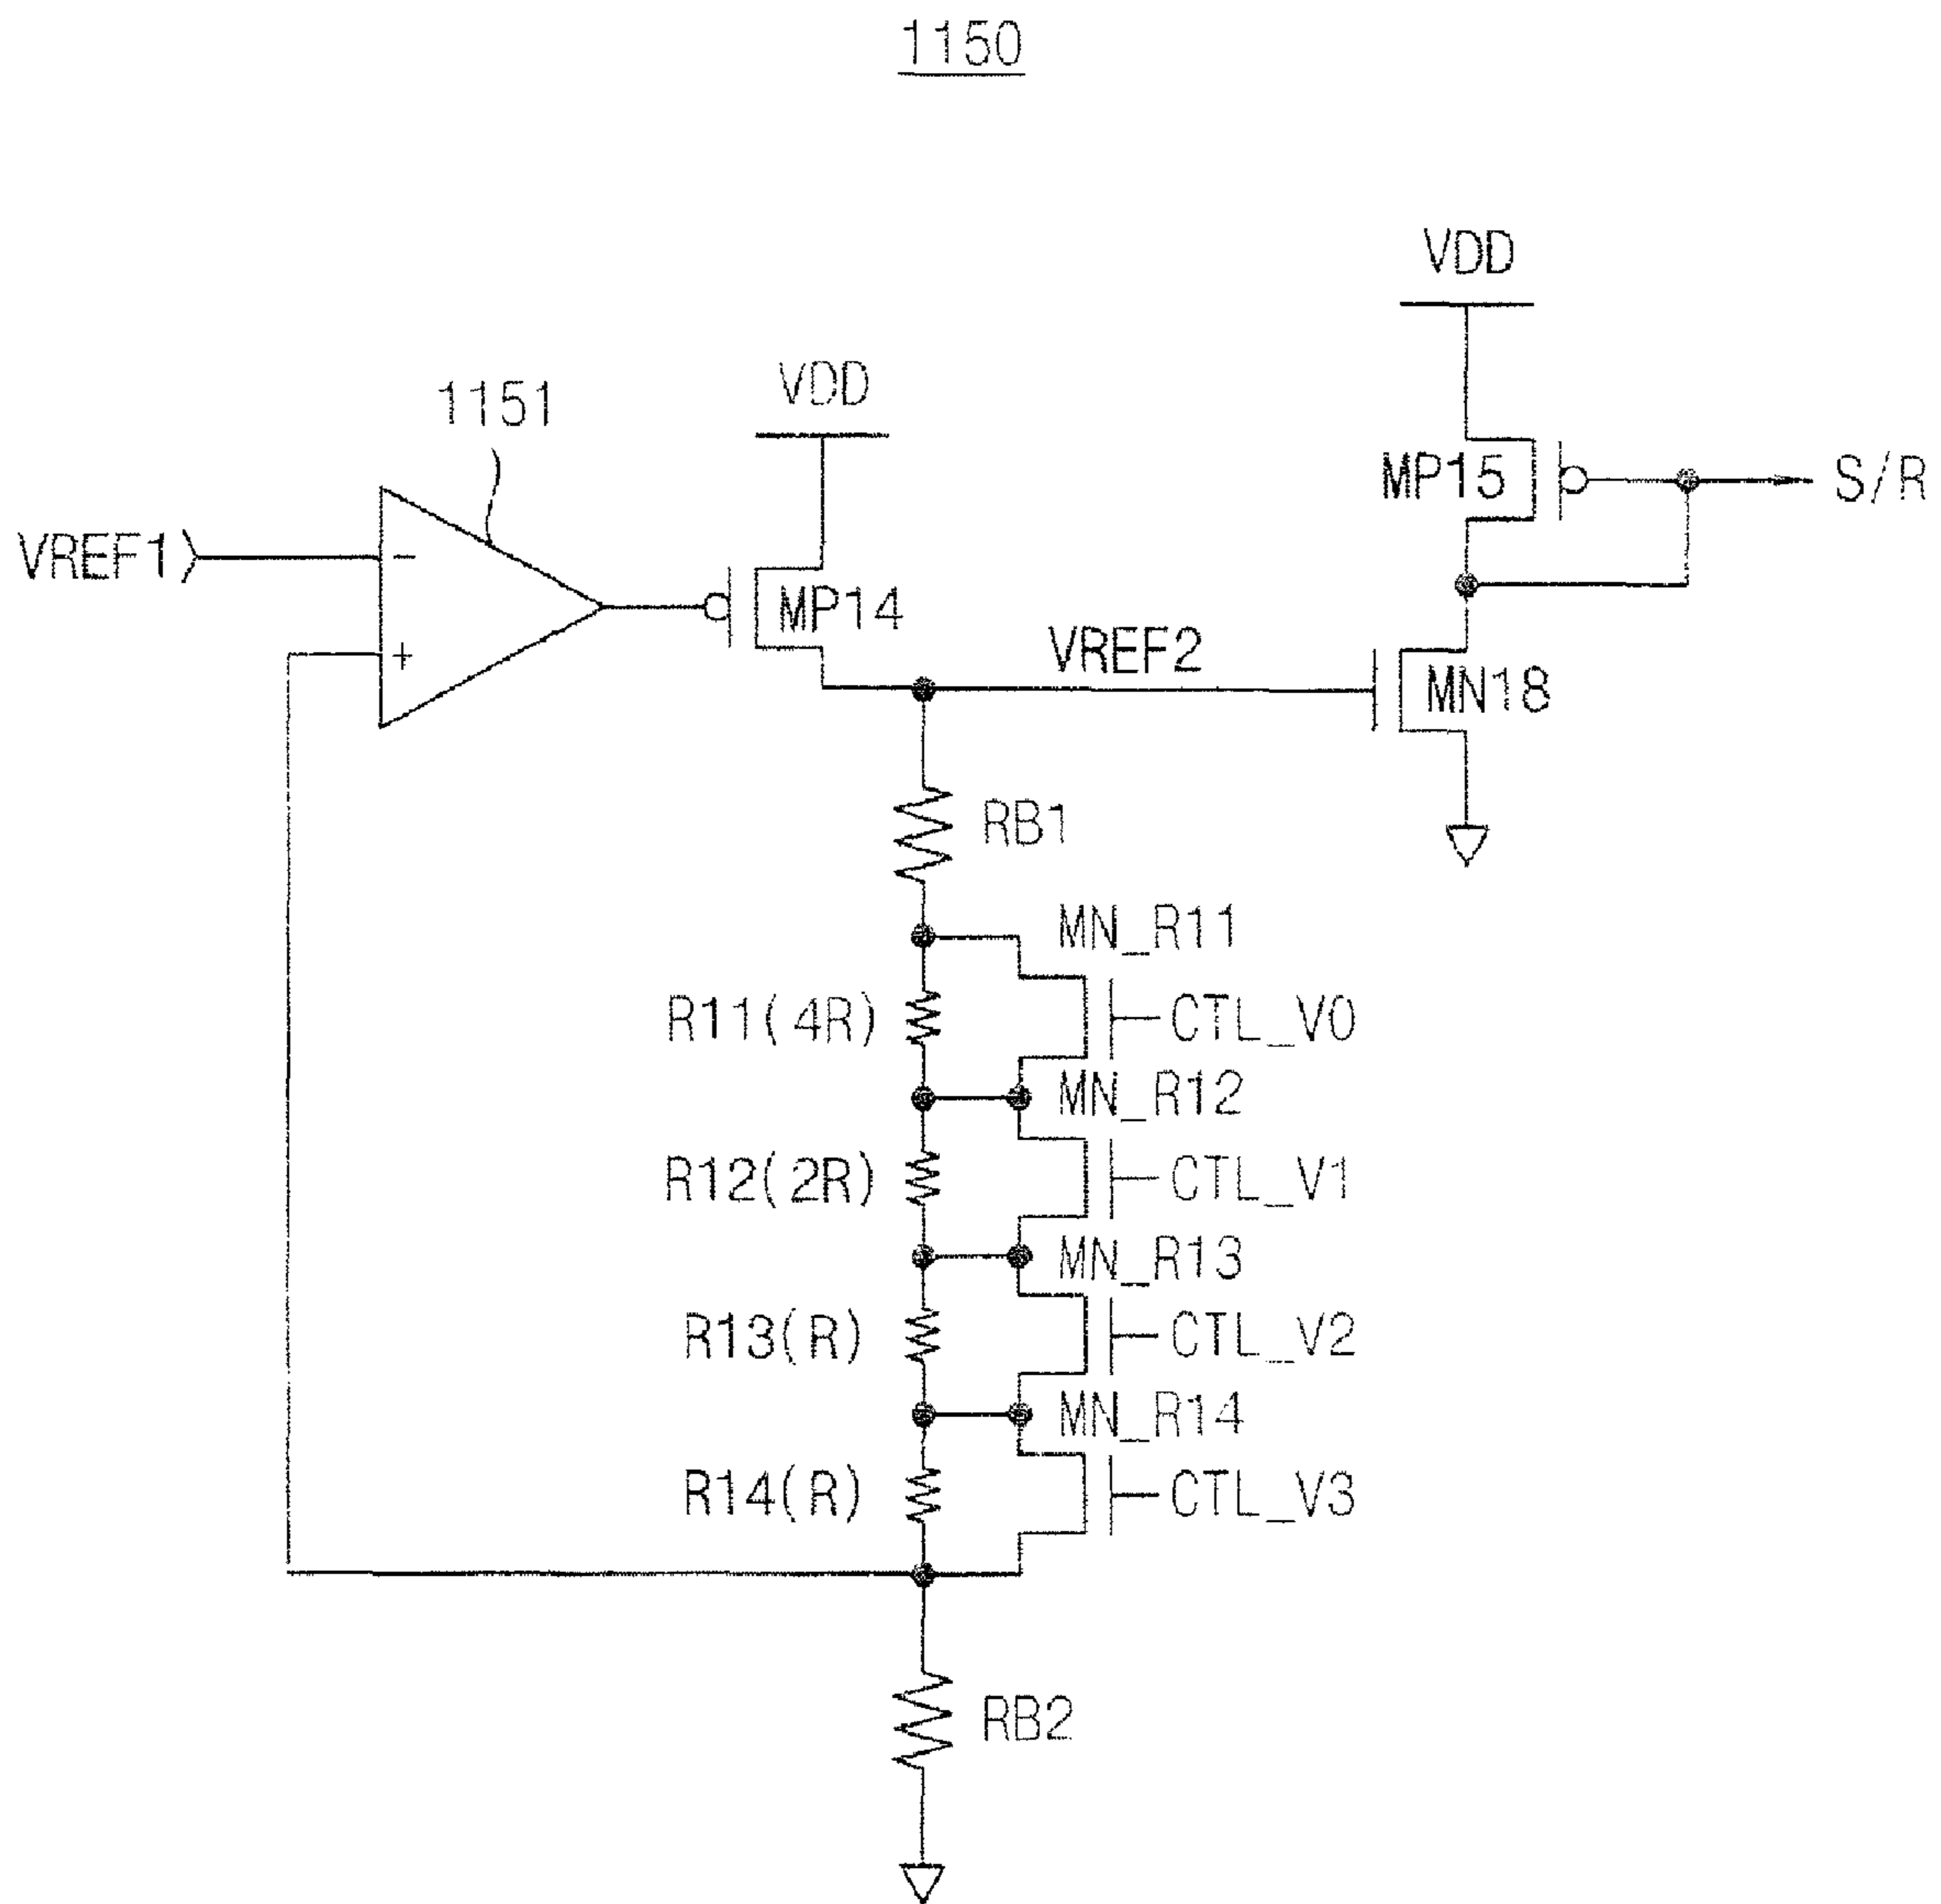 1150
VDD
VDD
1151
MP15
S/R
VREF1
-
MP14
+
VREF2
MN18
RB1
MN_R11
R11(4R)
CTL_V0
MN_R12
R12(2R)
CTL_V1
MN_R13
R13(R)
CTL_V2
MN_R14
R14(R)
CTL_V3
RB2